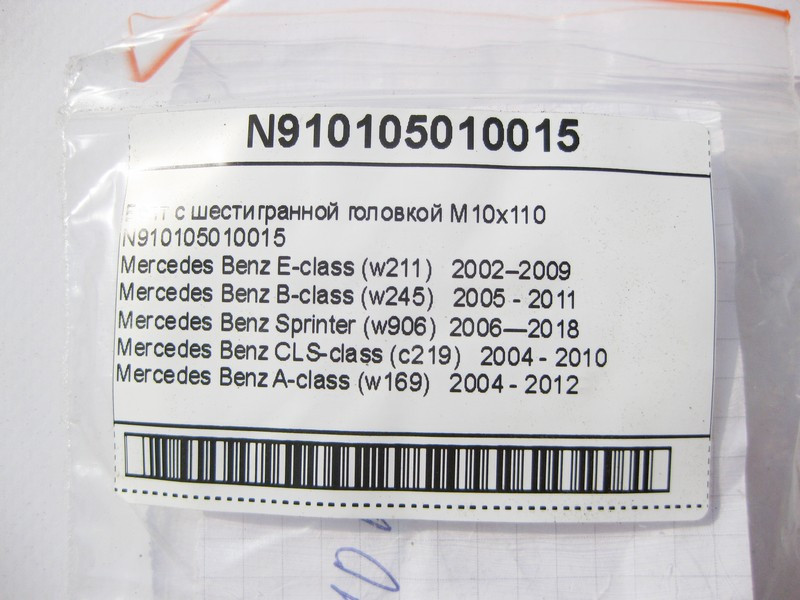 N910105010015
с шестигранной головкой M10x110
N910105010015
Mercedes Benz E-class (w211) 2002–2009
Mercedes Benz B-class (w245) 2005 - 2011
Mercedes Benz Sprinter (w906) 2006—2018
Mercedes Benz CLS-class (c219) 2004 - 2010
Mercedes Benz A-class (w169) 2004 - 2012